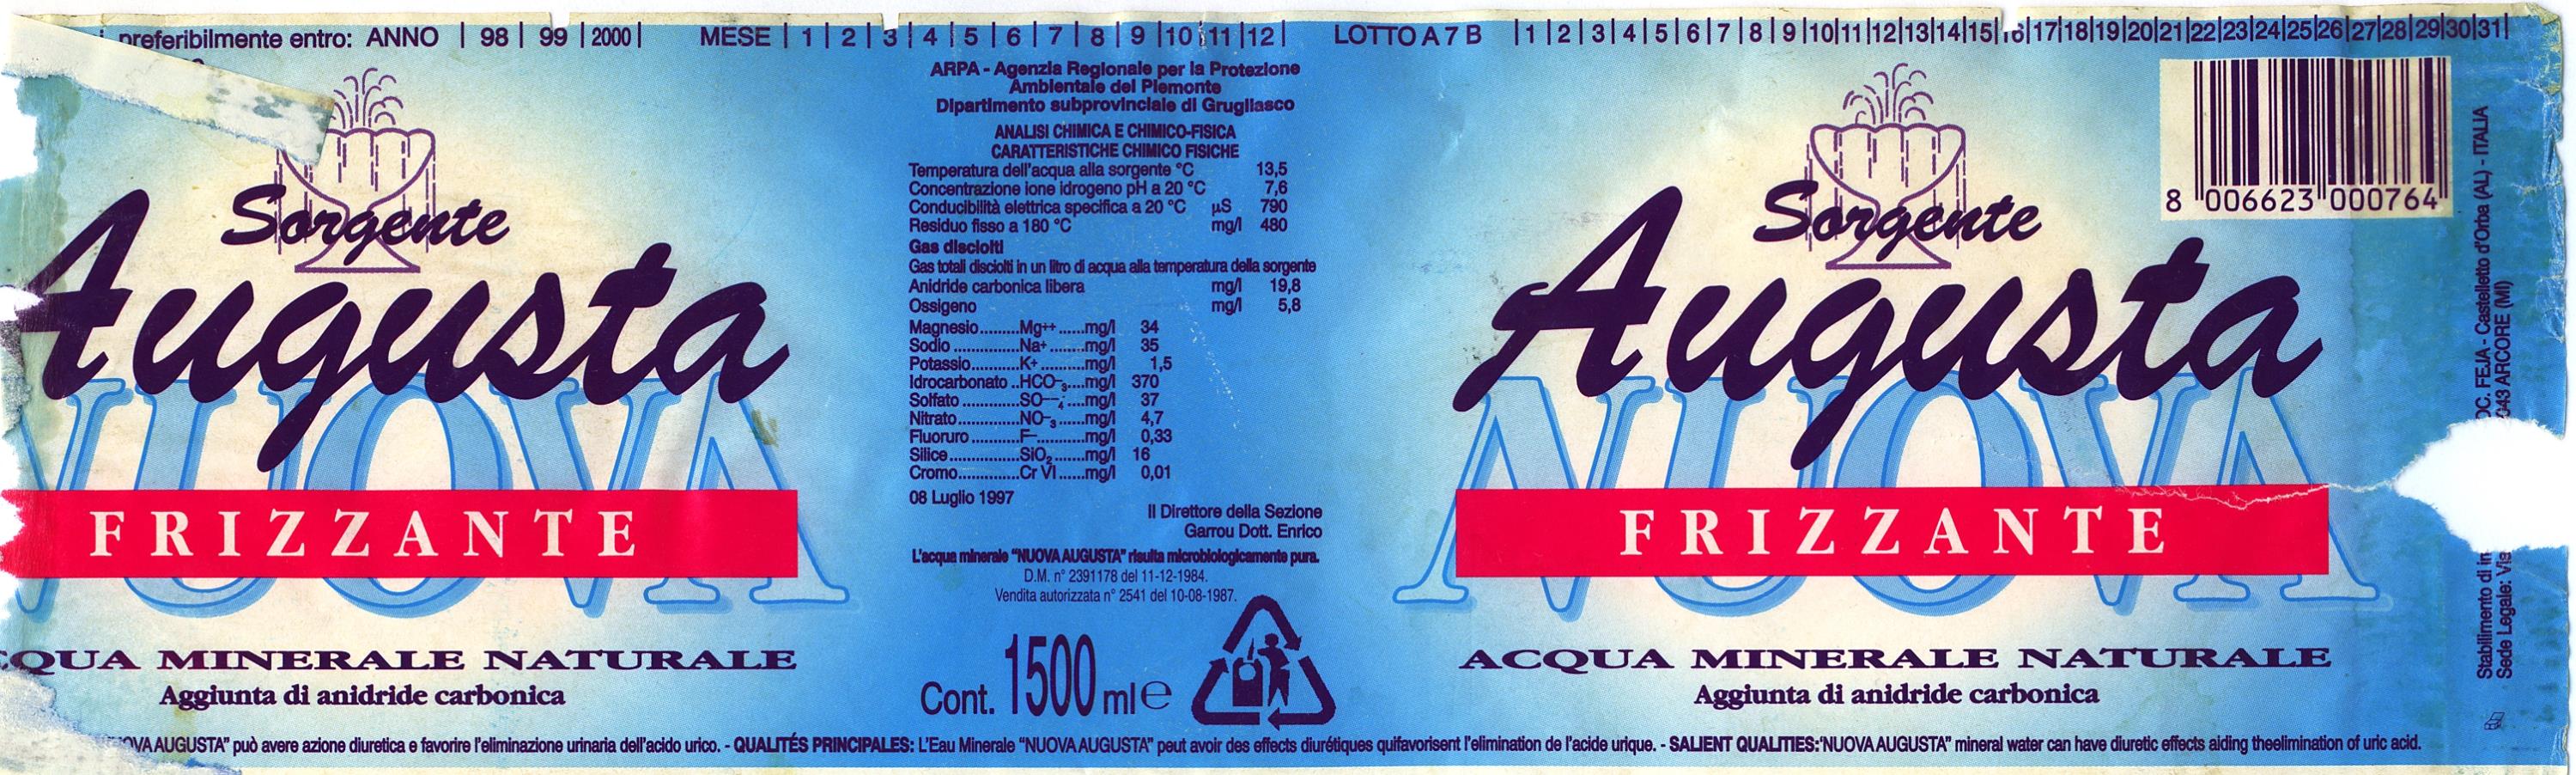 preferibilmente entro: ANNO | 98 | 99 | 2000 | MESE | 1 | 2 | 3 | 4 | 5 | 6 | 7 | 8 | 9 | 10 | 11 | 12 | LOTTO A 7 B | 1 | 2 | 3 | 4 | 5 | 6 | 7 | 8 | 9 | 10 | 11 | 12 | 13 | 14 | 15 | 16 | 17 | 18 | 19 | 20 | 21 | 22 | 23 | 24 | 25 | 26 | 27 | 28 | 29 | 30 | 31 |
Sorgente
Augusta
NUOVA
FRIZZANTE
ACQUA MINERALE NATURALE
Aggiunta di anidride carbonica
ARPA - Agenzia Regionale per la Protezione
Ambientale del Piemonte
Dipartimento subprovinciale di Grugliasco
ANALISI CHIMICA E CHIMICO-FISICA
CARATTERISTICHE CHIMICO FISICHE
Temperatura dell'acqua alla sorgente °C 13,5
Concentrazione ione idrogeno pH a 20 °C 7,6
Conducibilità elettrica specifica a 20 °C µS 790
Residuo fisso a 180 °C mg/l 480
Gas disciolti
Gas totali disciolti in un litro di acqua alla temperatura della sorgente
Anidride carbonica libera mg/l 19,8
Ossigeno mg/l 5,8
Magnesio.........Mg++......mg/l 34
Sodio...............Na+........mg/l 35
Potassio............K+..........mg/l 1,5
Idrocarbonato..HCO-3....mg/l 370
Solfato.............SO--4.....mg/l 37
Nitrato.............NO-3......mg/l 4,7
Fluoruro...........F-...........mg/l 0,33
Silice................SiO2......mg/l 16
Cromo.............Cr VI......mg/l 0,01
08 Luglio 1997
Il Direttore della Sezione
Garrou Dott. Enrico
L'acqua minerale "NUOVA AUGUSTA" risulta microbiologicamente pura.
D.M. n° 2391178 del 11-12-1984.
Vendita autorizzata n° 2541 del 10-08-1987.
Cont. 1500 ml e
Sorgente
Augusta
NUOVA
FRIZZANTE
ACQUA MINERALE NATURALE
Aggiunta di anidride carbonica
8 006623 000764
Stabilimento di OC. FEJA - Castelletto d'Orba (AL) - ITALIA
Sede Legale: 043 ARCORE (MI)
OVA AUGUSTA" può avere azione diuretica e favorire l'eliminazione urinaria dell'acido urico. - QUALITÉS PRINCIPALES: L'Eau Minerale "NUOVA AUGUSTA" peut avoir des effects diurétiques quifavorisent l'elimination de l'acide urique. - SALIENT QUALITIES:'NUOVA AUGUSTA" mineral water can have diuretic effects aiding theelimination of uric acid.